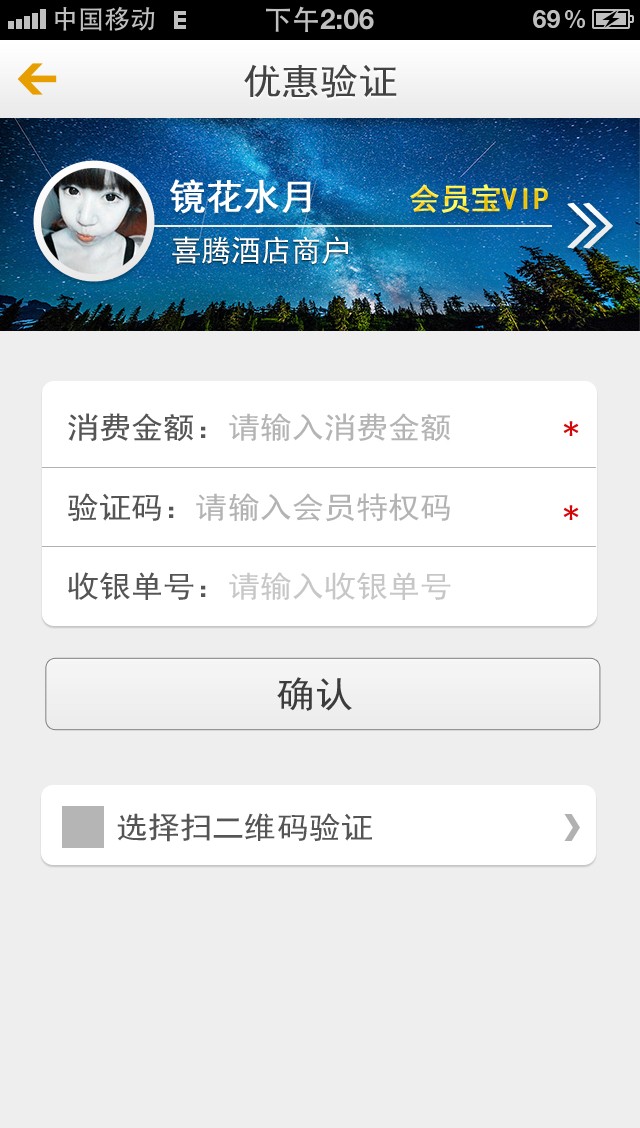 中国移动 E 下午2:06 69%
优惠验证
镜花水月 会员宝VIP
喜腾酒店商户
消费金额：请输入消费金额 *
验证码：请输入会员特权码 *
收银单号：请输入收银单号
确认
选择扫二维码验证